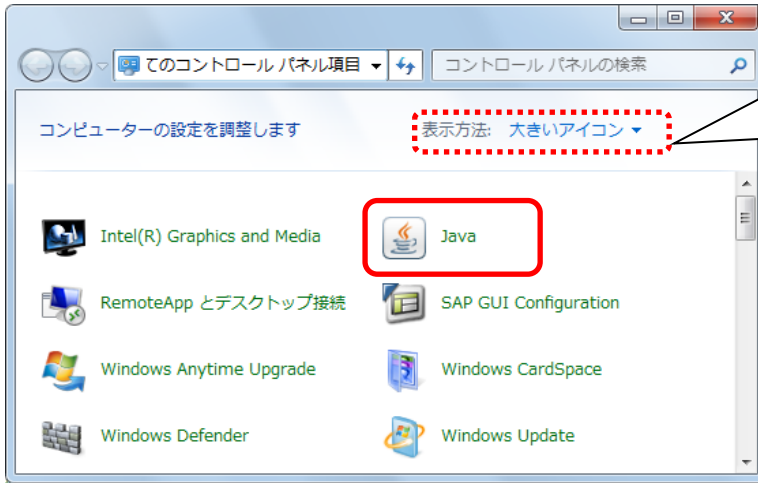 てのコントロール パネル項目
コントロール パネルの検索
コンピューターの設定を調整します
表示方法: 大きいアイコン
Intel(R) Graphics and Media
Java
RemoteApp とデスクトップ接続
SAP GUI Configuration
Windows Anytime Upgrade
Windows CardSpace
Windows Defender
Windows Update